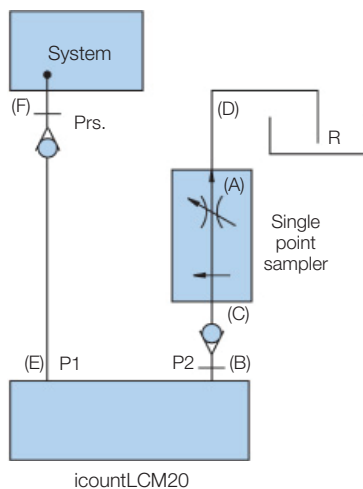 System
(F)
Prs.
(D)
R
(A)
Single
point
sampler
(C)
(E)
P1
P2
(B)
icountLCM20